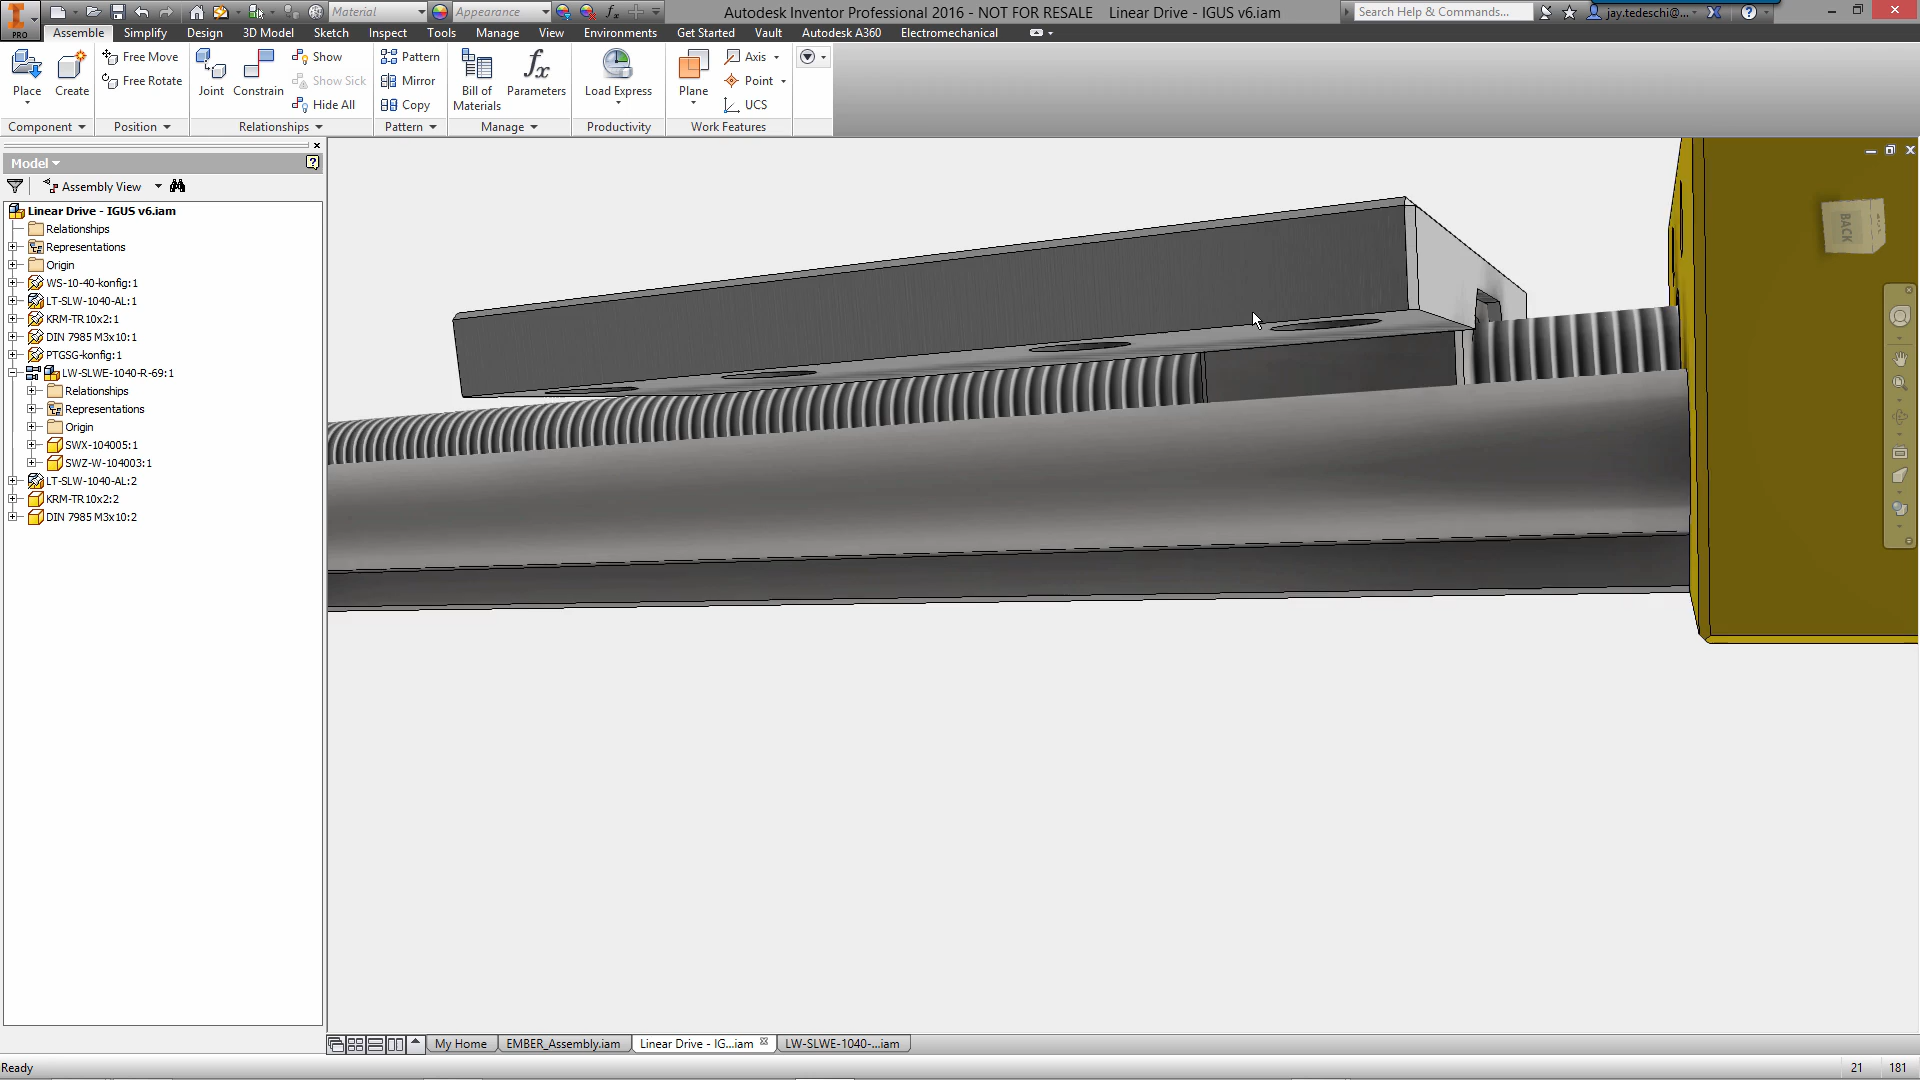 Material
Appearance
Autodesk Inventor Professional 2016 - NOT FOR RESALE Linear Drive - IGUS v6.iam
Search Help & Commands...
jay.tedeschi@...
PRO
Assemble Simplify Design 3D Model Sketch Inspect Tools Manage View Environments Get Started Vault Autodesk A360 Electromechanical
Place
Create
Free Move
Free Rotate
Joint
Constrain
Show
Show Sick
Hide All
Pattern
Mirror
Copy
Bill of
Materials
Parameters
Load Express
Plane
Axis
Point
UCS
Component Position Relationships Pattern Manage Productivity Work Features
Model
Assembly View
Linear Drive - IGUS v6.iam
Relationships
Representations
Origin
WS-10-40-konfig:1
LT-SLW-1040-AL:1
KRM-TR10x2:1
DIN 7985 M3x10:1
PTGSG-konfig:1
LW-SLWE-1040-R-69:1
Relationships
Representations
Origin
SWX-104005:1
SWZ-W-104003:1
LT-SLW-1040-AL:2
KRM-TR10x2:2
DIN 7985 M3x10:2
BACK
My Home EMBER_Assembly.iam Linear Drive - IG...iam LW-SLWE-1040-...iam
Ready
21 181